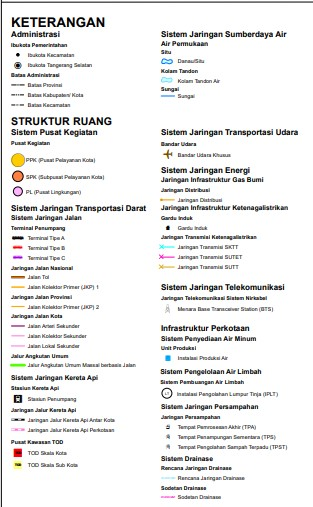 KETERANGAN
Administrasi
Ibukota Pemerintahan
Ibukota Kecamatan
Ibukota Tangerang Selatan
Batas Administrasi
Batas Provinsi
Batas Kabupaten/ Kota
Batas Kecamatan
STRUKTUR RUANG
Sistem Pusat Kegiatan
Pusat Kegiatan
PPK (Pusat Pelayanan Kota)
SPK (Subpusat Pelayanan Kota)
PL (Pusat Lingkungan)
Sistem Jaringan Transportasi Darat
Sistem Jaringan Jalan
Terminal Penumpang
Terminal Tipe A
Terminal Tipe B
Terminal Tipe C
Jaringan Jalan Nasional
Jalan Tol
Jalan Kolektor Primer (JKP) 1
Jaringan Jalan Provinsi
Jalan Kolektor Primer (JKP) 2
Jaringan Jalan Kota
Jalan Arteri Sekunder
Jalan Kolektor Sekunder
Jalan Lokal Sekunder
Jalur Angkutan Umum
Jalur Angkutan Umum Massal berbasis Jalan
Sistem Jaringan Kereta Api
Stasiun Kereta Api
Stasiun Penumpang
Jaringan Jalur Kereta Api
Jaringan Jalur Kereta Api Antar Kota
Jaringan Jalur Kereta Api Perkotaan
Pusat Kawasan TOD
TOD Skala Kota
TOD Skala Sub Kota
Sistem Jaringan Sumberdaya Air
Air Permukaan
Situ
Danau/Situ
Kolam Tandon
Kolam Tandon Air
Sungai
Sungai
Sistem Jaringan Transportasi Udara
Bandar Udara
Bandar Udara Khusus
Sistem Jaringan Energi
Jaringan Infrastruktur Gas Bumi
Jaringan Distribusi
Jaringan Distribusi
Jaringan Infrastruktur Ketenagalistrikan
Gardu Induk
Gardu Induk
Jaringan Transmisi Ketenagalistrikan
Jaringan Transmisi SKTT
Jaringan Transmisi SUTET
Jaringan Transmisi SUTT
Sistem Jaringan Telekomunikasi
Jaringan Telekomunikasi Sistem Nirkabel
Menara Base Transceiver Station (BTS)
Infrastruktur Perkotaan
Sistem Penyediaan Air Minum
Unit Produksi
Instalasi Produksi Air
Sistem Pengelolaan Air Limbah
Sistem Pembuangan Air Limbah
Instalasi Pengolahan Lumpur Tinja (IPLT)
Sistem Jaringan Persampahan
Jaringan Persampahan
Tempat Pemrosesan Akhir (TPA)
Tempat Penampungan Sementara (TPS)
Tempat Pengolahan Sampah Terpadu (TPST)
Sistem Drainase
Rencana Jaringan Drainase
Rencana Jaringan Drainase
Sodetan Drainase
Sodetan Drainase